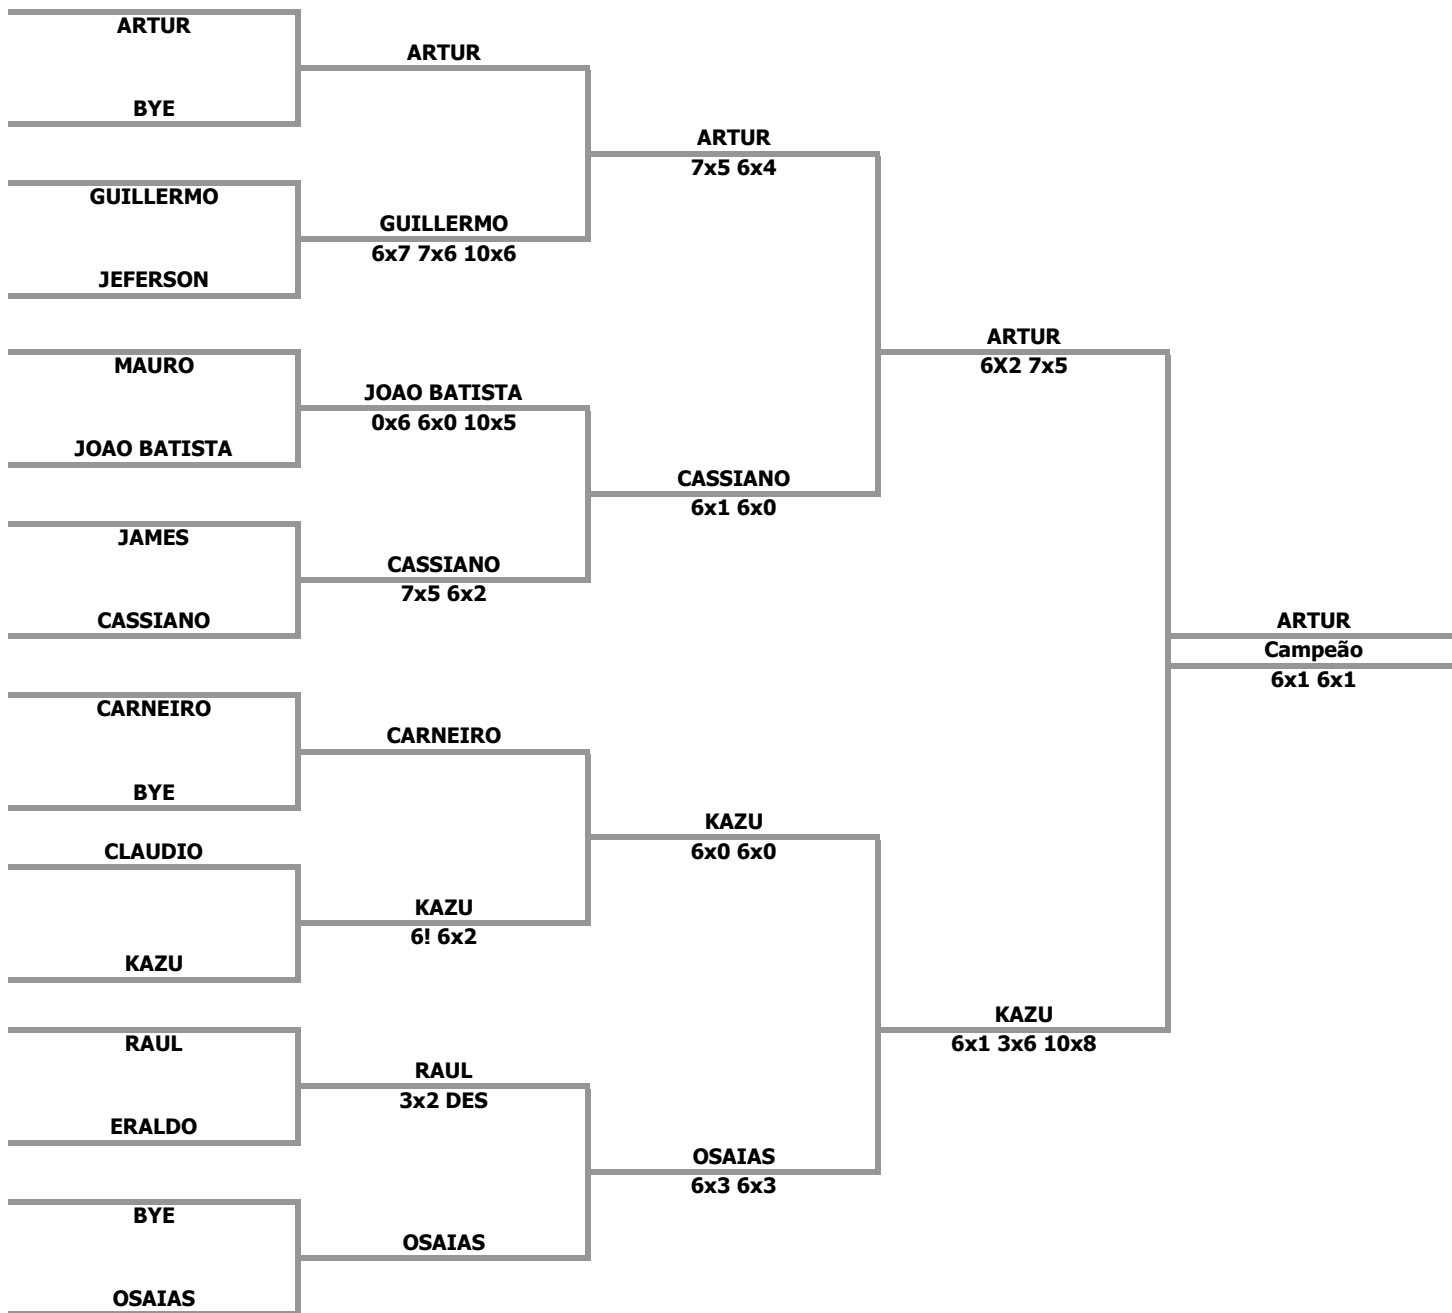 ARTUR
BYE
GUILLERMO
JEFERSON
MAURO
JOAO BATISTA
JAMES
CASSIANO
CARNEIRO
BYE
CLAUDIO
KAZU
RAUL
ERALDO
BYE
OSAIAS
ARTUR
GUILLERMO
6x7 7x6 10x6
JOAO BATISTA
0x6 6x0 10x5
CASSIANO
7x5 6x2
CARNEIRO
KAZU
6! 6x2
RAUL
3x2 DES
OSAIAS
ARTUR
7x5 6x4
CASSIANO
6x1 6x0
KAZU
6x0 6x0
OSAIAS
6x3 6x3
ARTUR
6X2 7x5
KAZU
6x1 3x6 10x8
ARTUR
Campeão
6x1 6x1